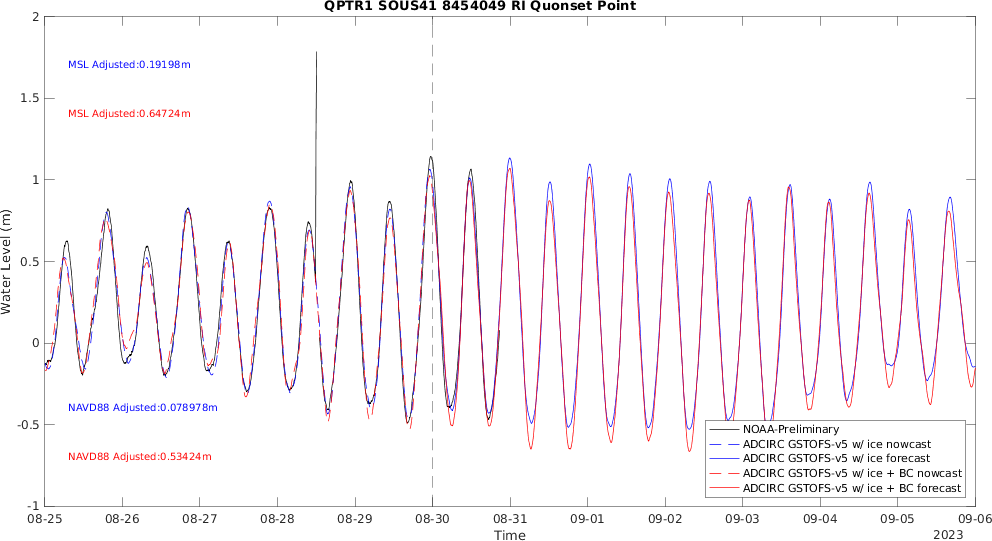 QPTR1 SOUS41 8454049 RI Quonset Point
2
1.5
1
0.5
0
-0.5
-1
Water Level (m)
MSL Adjusted:0.19198m
MSL Adjusted:0.64724m
NAVD88 Adjusted:0.078978m
NAVD88 Adjusted:0.53424m
NOAA-Preliminary
ADCIRC GSTOFS-v5 w/ ice nowcast
ADCIRC GSTOFS-v5 w/ ice forecast
ADCIRC GSTOFS-v5 w/ ice + BC nowcast
ADCIRC GSTOFS-v5 w/ ice + BC forecast
08-25 08-26 08-27 08-28 08-29 08-30 08-31 09-01 09-02 09-03 09-04 09-05 09-06
Time
2023